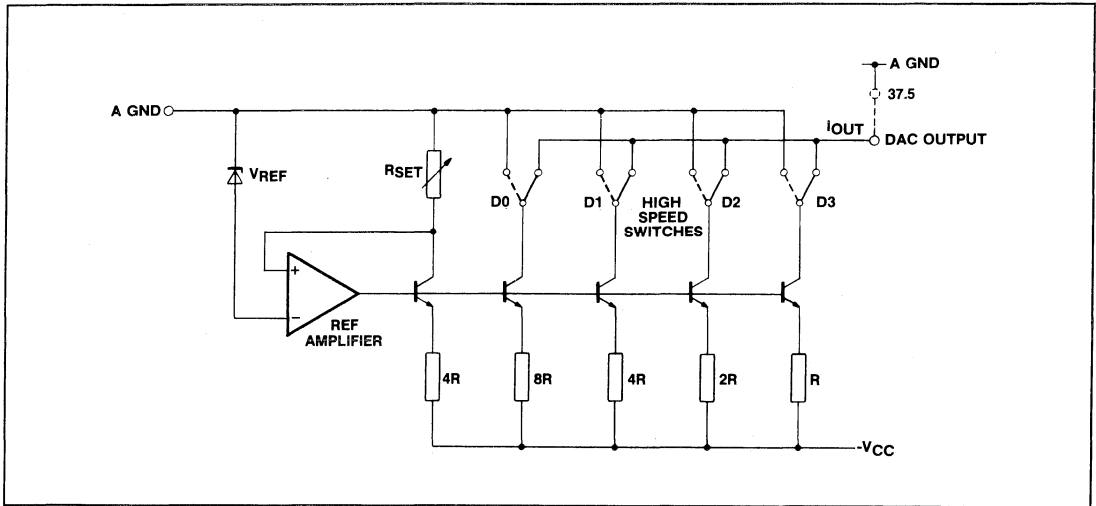 A GND
37.5
A GND
iOUT
DAC OUTPUT
VREF
RSET
D0
D1
HIGH
SPEED
SWITCHES
D2
D3
+
−
REF
AMPLIFIER
4R
8R
4R
2R
R
-VCC